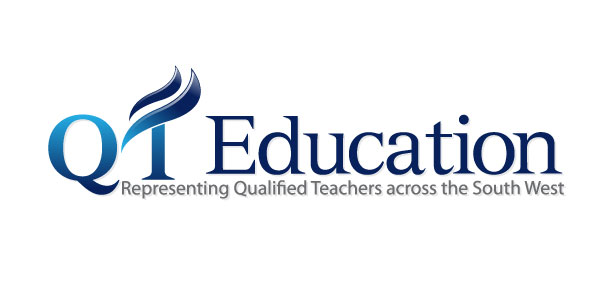 QT Education
Representing Qualified Teachers across the South West